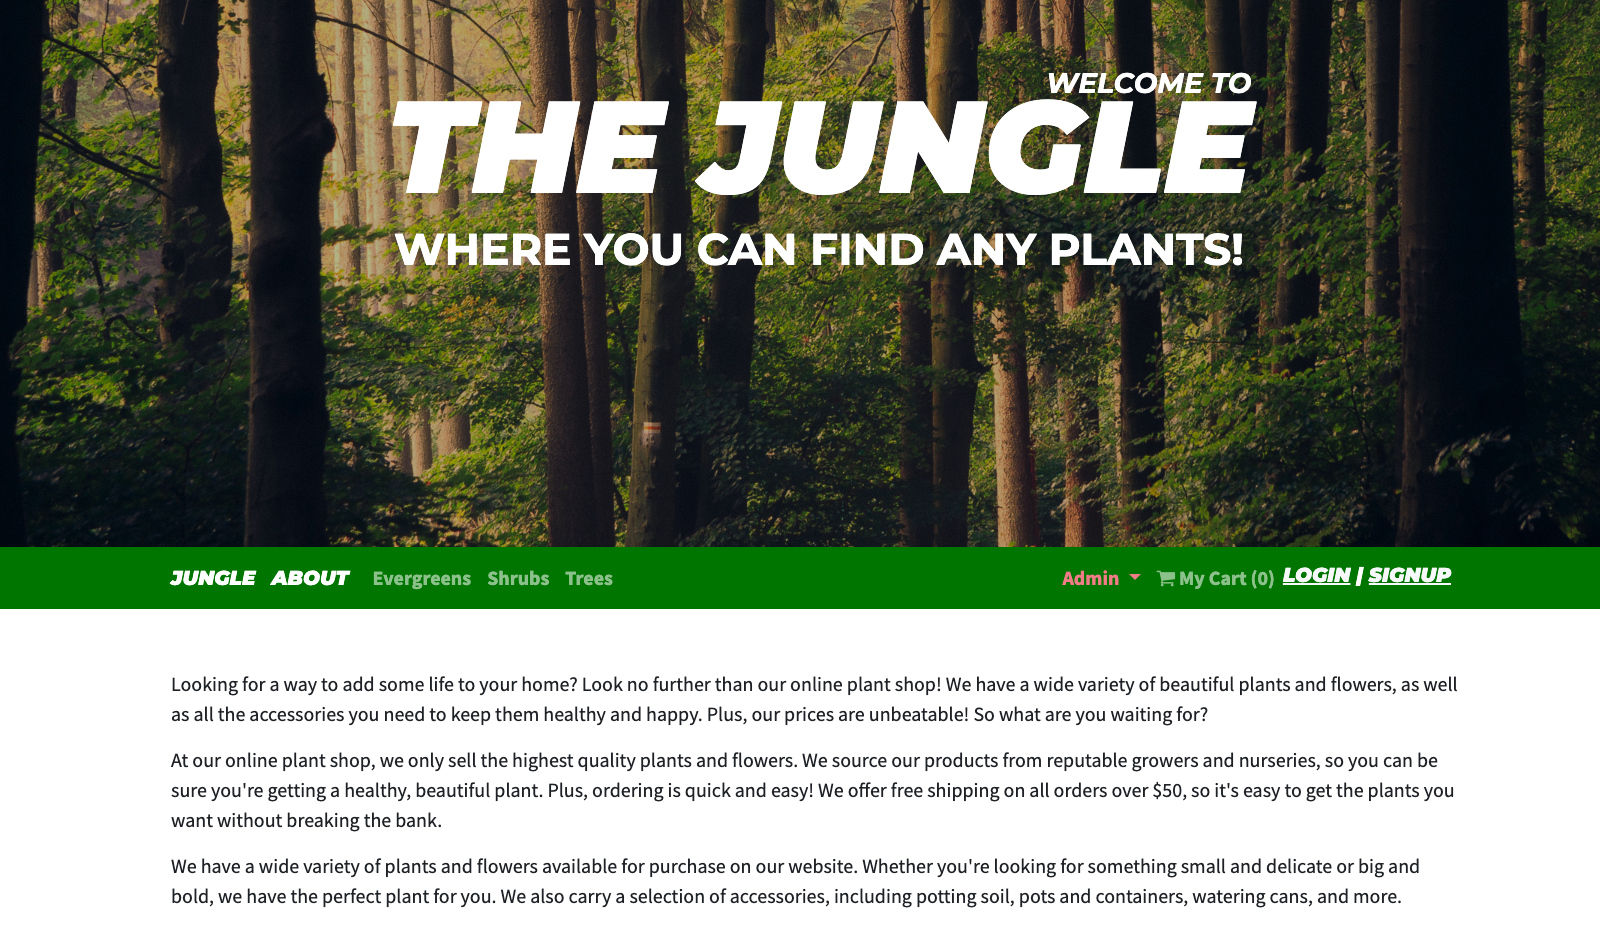 WELCOME TO
THE JUNGLE
WHERE YOU CAN FIND ANY PLANTS!
JUNGLE ABOUT Evergreens Shrubs Trees Admin My Cart (0) LOGIN | SIGNUP
Looking for a way to add some life to your home? Look no further than our online plant shop! We have a wide variety of beautiful plants and flowers, as well
as all the accessories you need to keep them healthy and happy. Plus, our prices are unbeatable! So what are you waiting for?
At our online plant shop, we only sell the highest quality plants and flowers. We source our products from reputable growers and nurseries, so you can be
sure you're getting a healthy, beautiful plant. Plus, ordering is quick and easy! We offer free shipping on all orders over $50, so it's easy to get the plants you
want without breaking the bank.
We have a wide variety of plants and flowers available for purchase on our website. Whether you're looking for something small and delicate or big and
bold, we have the perfect plant for you. We also carry a selection of accessories, including potting soil, pots and containers, watering cans, and more.